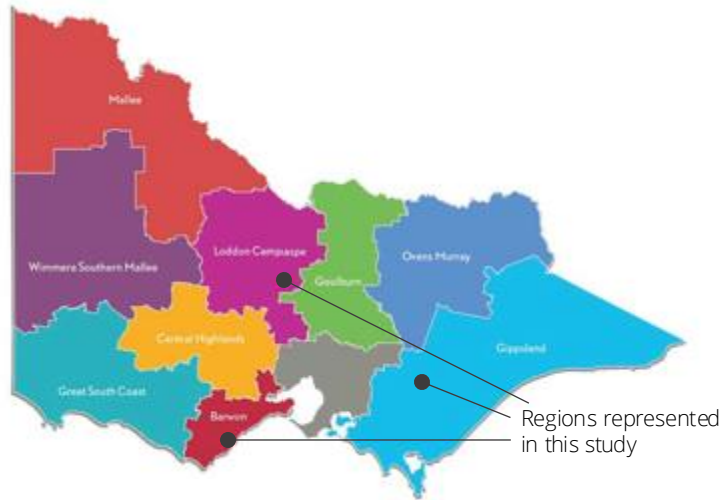 Mallee
Wimmera Southern Mallee
Loddon Campaspe
Goulburn
Ovens Murray
Central Highlands
Gippsland
Great South Coast
Barwon
Regions represented
in this study